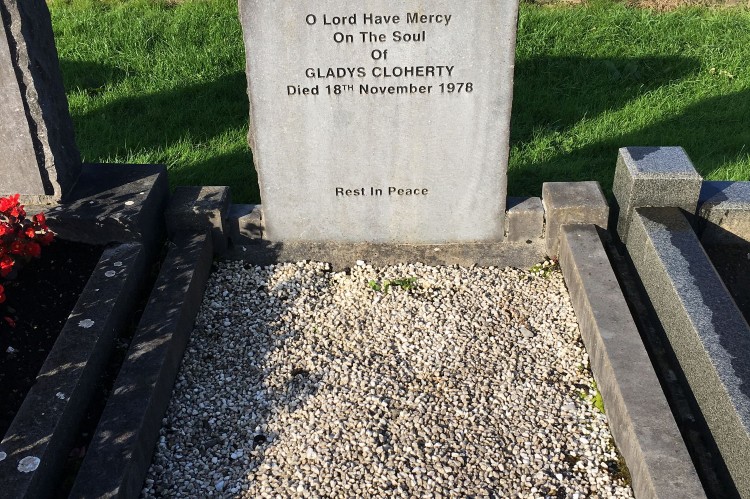 O Lord Have Mercy
On The Soul
Of
GLADYS CLOHERTY
Died 18TH November 1978
Rest In Peace